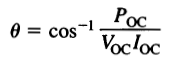 θ = cos⁻¹ P_OC / V_OC I_OC